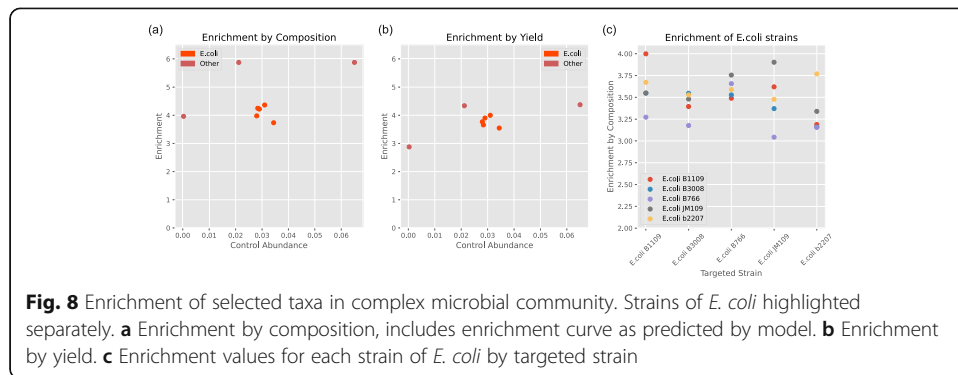 (a)
Enrichment by Composition
E.coli
Other
6
5
4
3
2
1
0
Enrichment
0.00 0.01 0.02 0.03 0.04 0.05 0.06
Control Abundance
(b)
Enrichment by Yield
E.coli
Other
6
5
4
3
2
1
0
0.00 0.01 0.02 0.03 0.04 0.05 0.06
Control Abundance
(c)
Enrichment of E.coli strains
4.00
3.75
3.50
3.25
3.00
2.75
2.50
2.25
2.00
Enrichment by Composition
E.coli B1109
E.coli B3008
E.coli B766
E.coli JM109
E.coli b2207
E.coli B1109
E.coli B3008
E.coli B766
E.coli JM109
E.coli b2207
Targeted Strain
Fig. 8 Enrichment of selected taxa in complex microbial community. Strains of E. coli highlighted
separately. a Enrichment by composition, includes enrichment curve as predicted by model. b Enrichment
by yield. c Enrichment values for each strain of E. coli by targeted strain